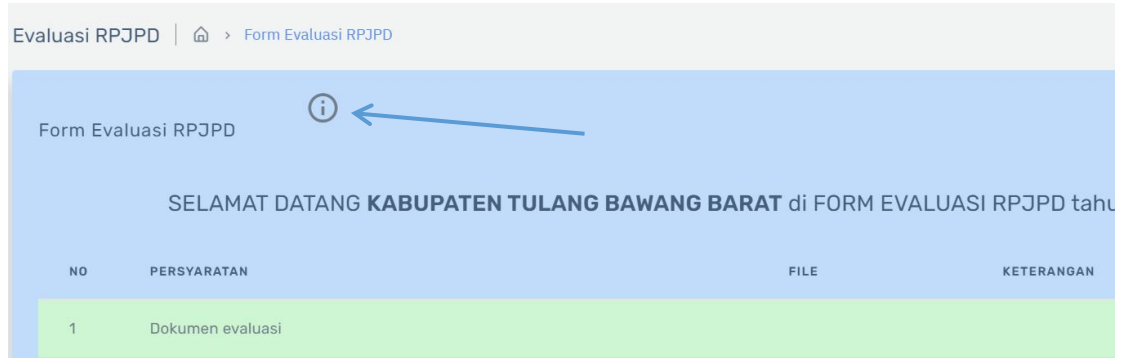 Evaluasi RPJPD | > Form Evaluasi RPJPD
Form Evaluasi RPJPD
SELAMAT DATANG KABUPATEN TULANG BAWANG BARAT di FORM EVALUASI RPJPD tahu
NO PERSYARATAN FILE KETERANGAN
1 Dokumen evaluasi